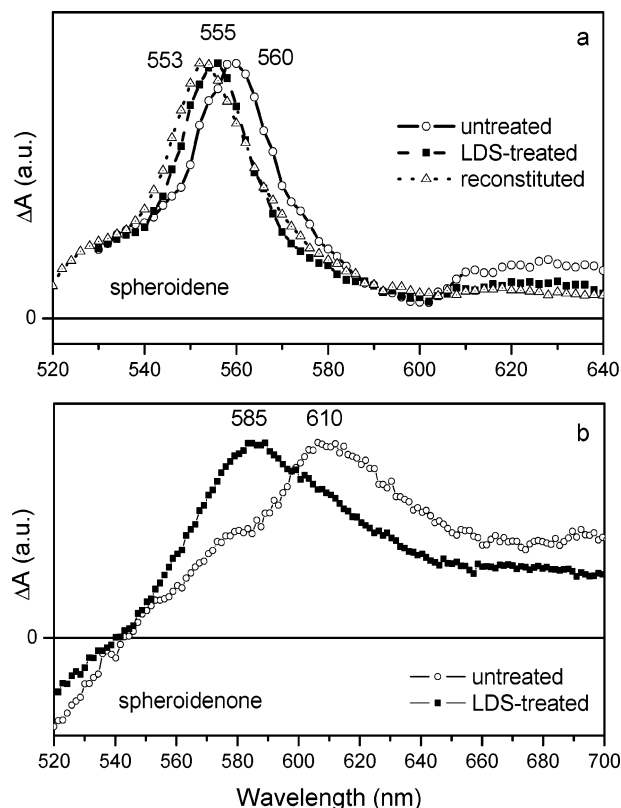 555
a
553
560
untreated
LDS-treated
reconstituted
ΔA (a.u.)
spheroidene
0
520 540 560 580 600 620 640
585 610
b
ΔA (a.u.)
0
untreated
spheroidenone
LDS-treated
520 540 560 580 600 620 640 660 680 700
Wavelength (nm)